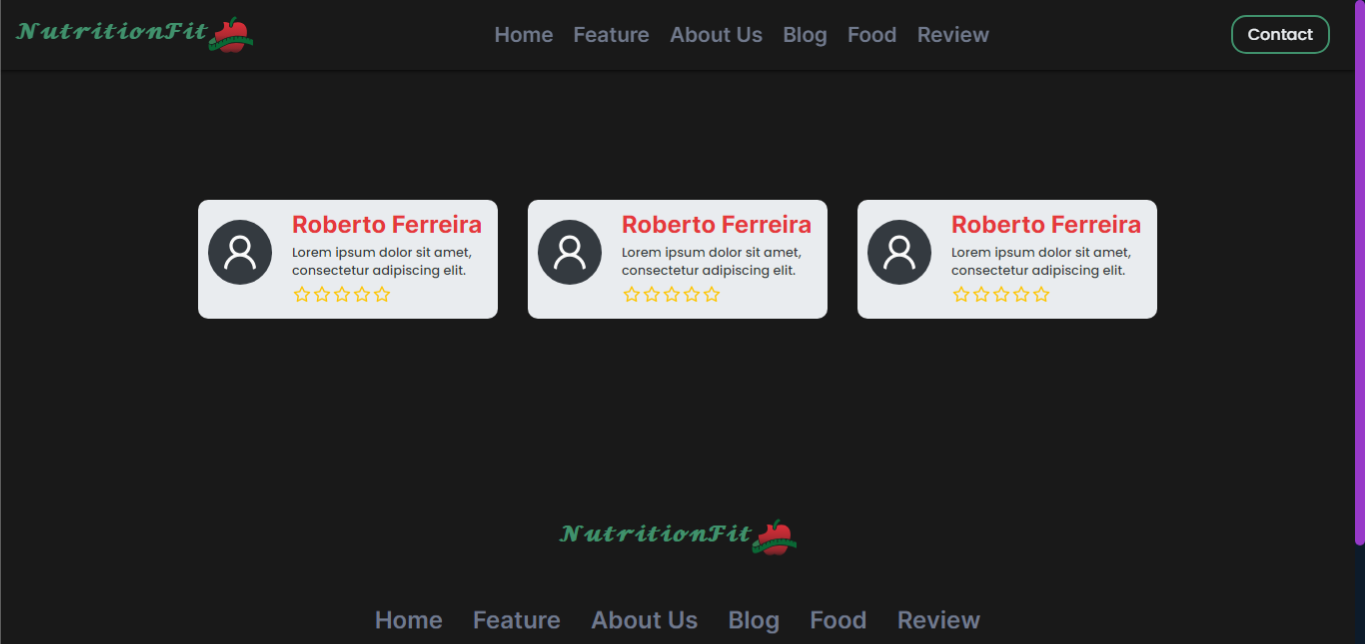 NutritionFit
Home Feature About Us Blog Food Review
Contact
Roberto Ferreira
Lorem ipsum dolor sit amet,
consectetur adipiscing elit.
Roberto Ferreira
Lorem ipsum dolor sit amet,
consectetur adipiscing elit.
Roberto Ferreira
Lorem ipsum dolor sit amet,
consectetur adipiscing elit.
NutritionFit
Home Feature About Us Blog Food Review